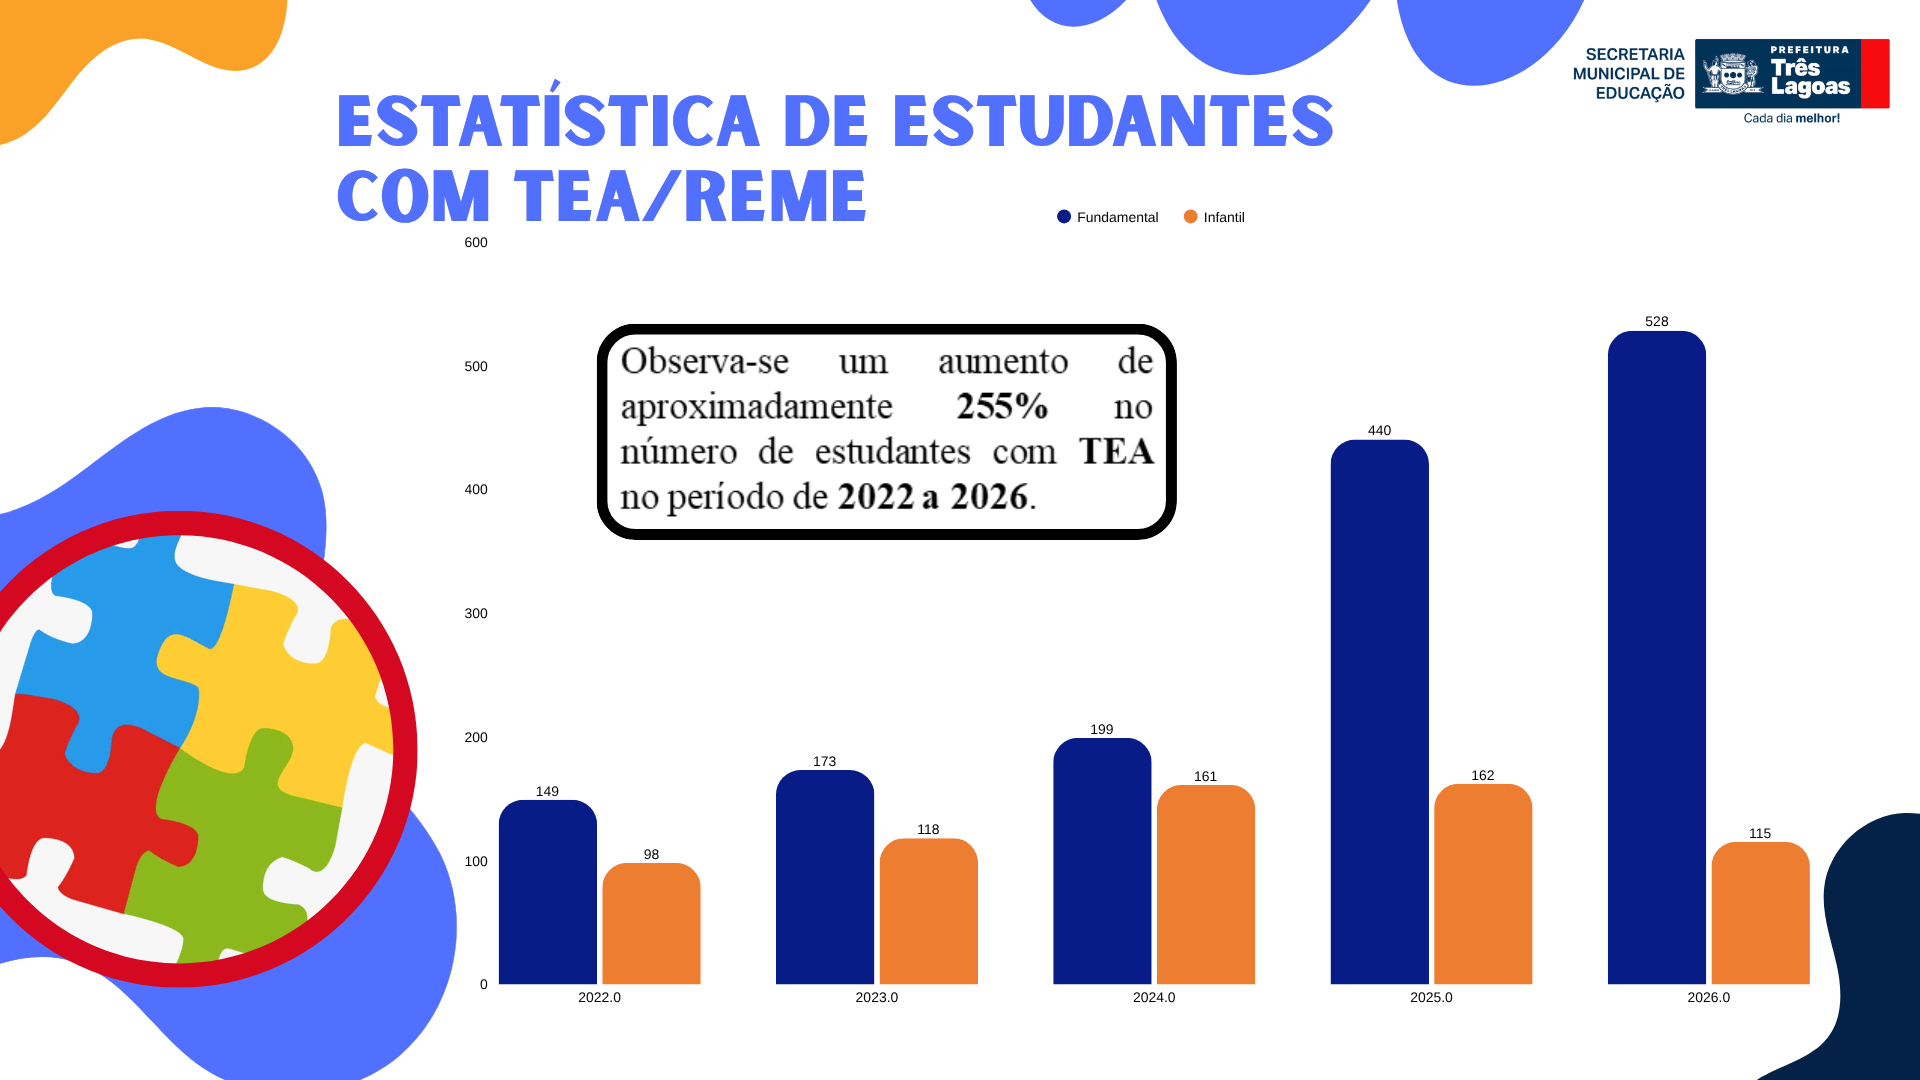 SECRETARIA
MUNICIPAL DE
EDUCAÇÃO
PREFEITURA
Três
Lagoas
Cada dia melhor!
ESTATÍSTICA DE ESTUDANTES
COM TEA/REME
Fundamental Infantil
600
500
400
300
200
100
0
Observa-se um aumento de
aproximadamente 255% no
número de estudantes com TEA
no período de 2022 a 2026.
149
98
173
118
199
161
440
162
528
115
2022.0 2023.0 2024.0 2025.0 2026.0